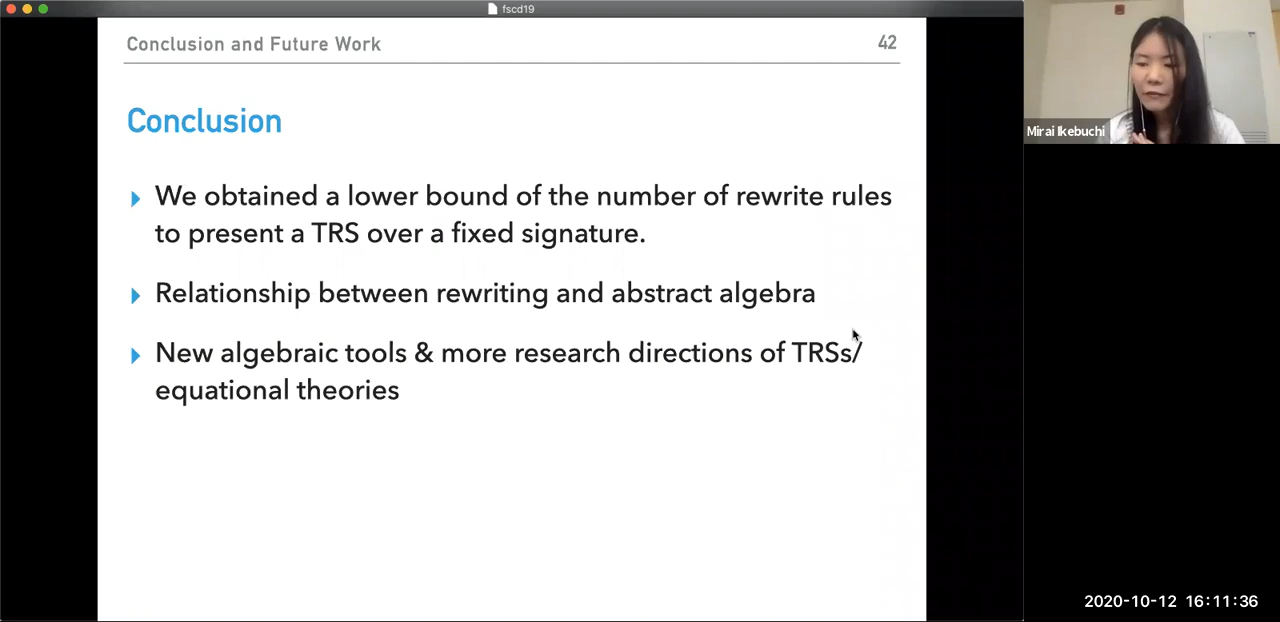 fscd19
Conclusion and Future Work
42
Conclusion
We obtained a lower bound of the number of rewrite rules
to present a TRS over a fixed signature.
Relationship between rewriting and abstract algebra
New algebraic tools & more research directions of TRSs/
equational theories
Mirai Ikebuchi
2020-10-12 16:11:36